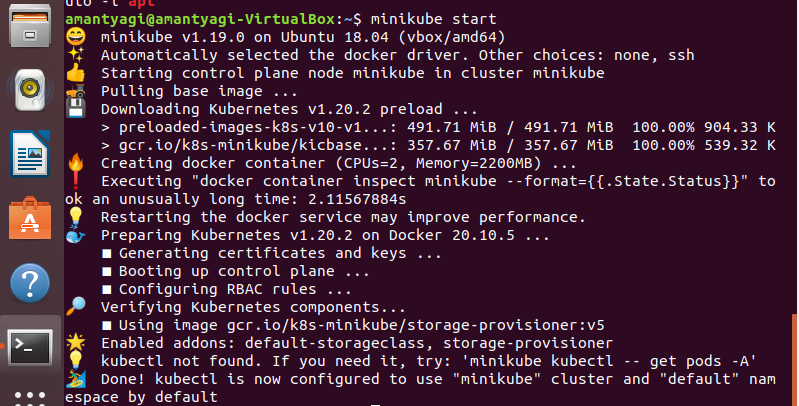 uto -t apt
amantyagi@amantyagi-VirtualBox:~$ minikube start
😄  minikube v1.19.0 on Ubuntu 18.04 (vbox/amd64)
✨  Automatically selected the docker driver. Other choices: none, ssh
👍  Starting control plane node minikube in cluster minikube
🚜  Pulling base image ...
💾  Downloading Kubernetes v1.20.2 preload ...
    > preloaded-images-k8s-v10-v1...: 491.71 MiB / 491.71 MiB  100.00% 904.33 K
    > gcr.io/k8s-minikube/kicbase...: 357.67 MiB / 357.67 MiB  100.00% 539.32 K
🔥  Creating docker container (CPUs=2, Memory=2200MB) ...
❗  Executing "docker container inspect minikube --format={{.State.Status}}" to
ok an unusually long time: 2.11567884s
💡  Restarting the docker service may improve performance.
🐳  Preparing Kubernetes v1.20.2 on Docker 20.10.5 ...
    ■ Generating certificates and keys ...
    ■ Booting up control plane ...
    ■ Configuring RBAC rules ...
🔎  Verifying Kubernetes components...
    ■ Using image gcr.io/k8s-minikube/storage-provisioner:v5
🌟  Enabled addons: default-storageclass, storage-provisioner
💡  kubectl not found. If you need it, try: 'minikube kubectl -- get pods -A'
🏄  Done! kubectl is now configured to use "minikube" cluster and "default" nam
espace by default